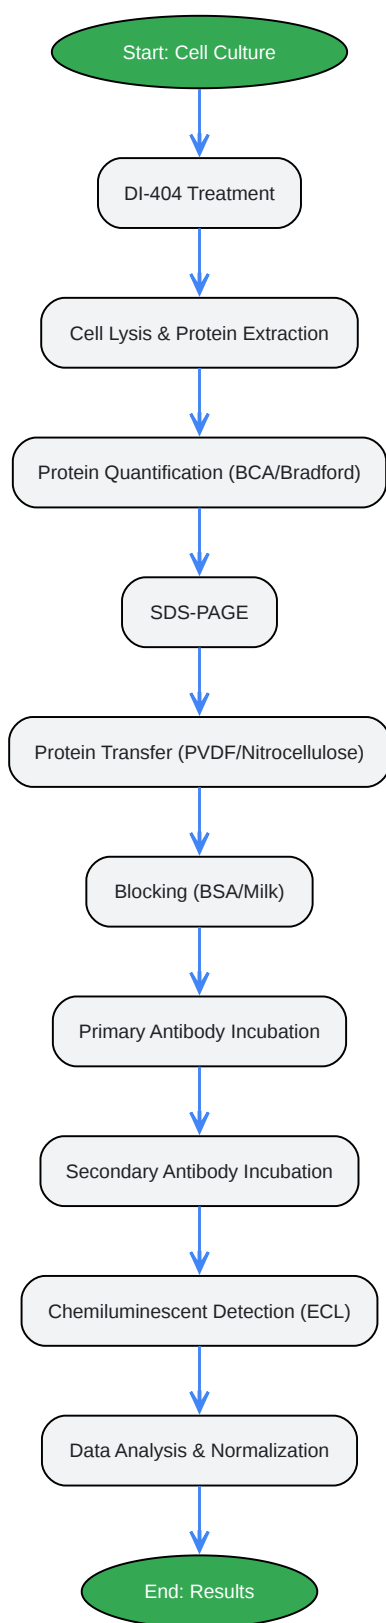 Start: Cell Culture
DI-404 Treatment
Cell Lysis & Protein Extraction
Protein Quantification (BCA/Bradford)
SDS-PAGE
Protein Transfer (PVDF/Nitrocellulose)
Blocking (BSA/Milk)
Primary Antibody Incubation
Secondary Antibody Incubation
Chemiluminescent Detection (ECL)
Data Analysis & Normalization
End: Results